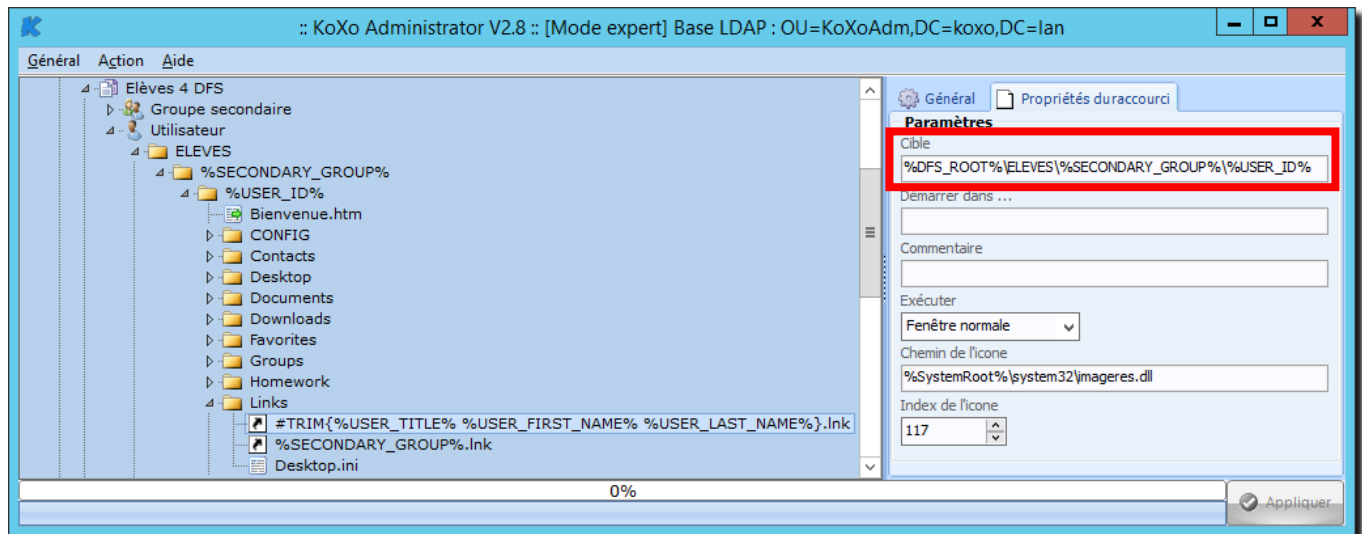 :: KoXo Administrator V2.8 :: [Mode expert] Base LDAP : OU=KoXoAdm,DC=koxo,DC=lan
Général Action Aide
Elèves 4 DFS
Groupe secondaire
Utilisateur
ELEVES
%SECONDARY_GROUP%
%USER_ID%
Bienvenue.htm
CONFIG
Contacts
Desktop
Documents
Downloads
Favorites
Groups
Homework
Links
#TRIM{%USER_TITLE% %USER_FIRST_NAME% %USER_LAST_NAME%}.lnk
%SECONDARY_GROUP%.lnk
Desktop.ini
Général Propriétés du raccourci
Paramètres
Cible
%DFS_ROOT%\ELEVES\%SECONDARY_GROUP%\%USER_ID%
Démarrer dans ...
Commentaire
Exécuter
Fenêtre normale
Chemin de l'icone
%SystemRoot%\system32\imageres.dll
Index de l'icone
117
0%
Appliquer